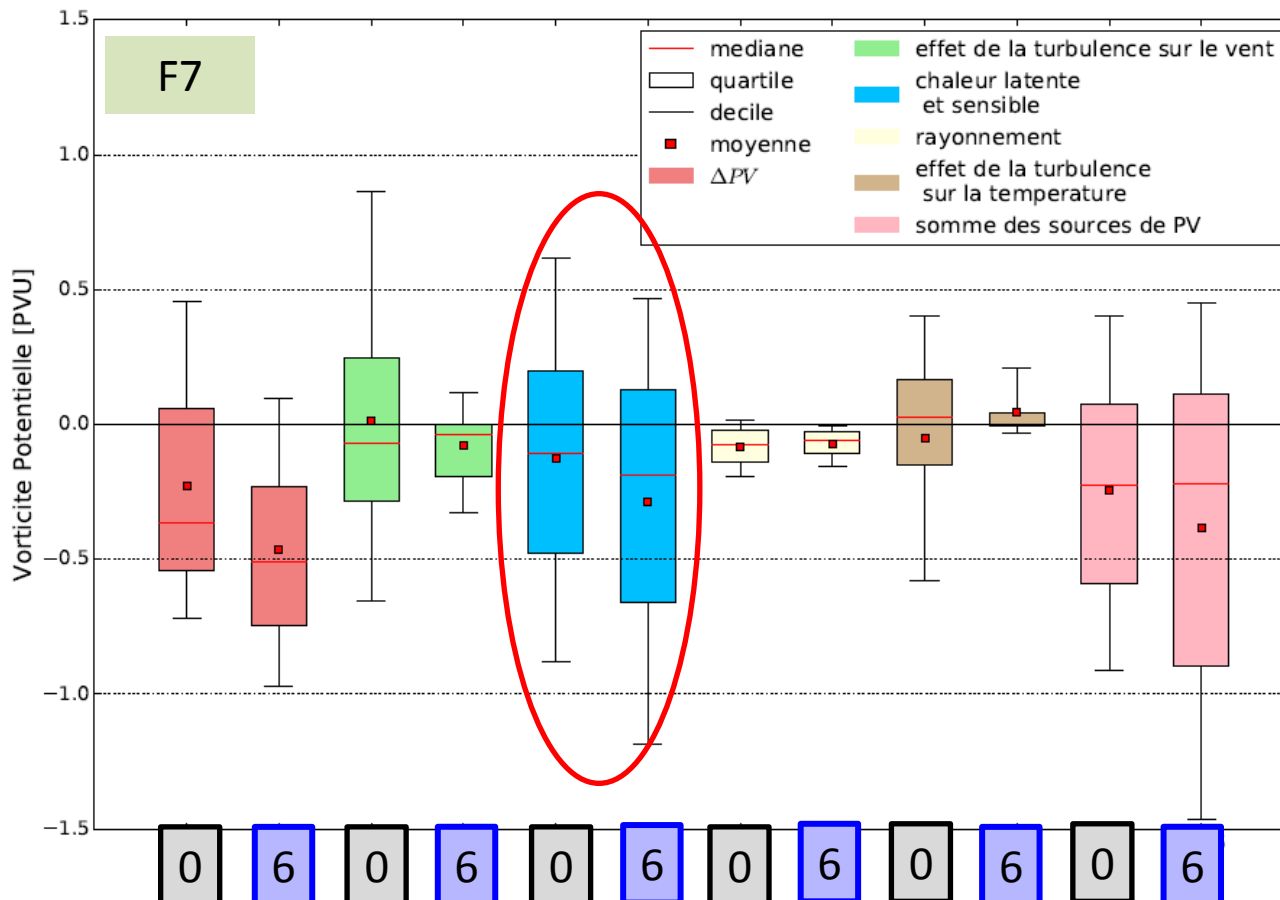 F7
mediane
quartile
decile
moyenne
ΔPV
effet de la turbulence sur le vent
chaleur latente
et sensible
rayonnement
effet de la turbulence
sur la temperature
somme des sources de PV
Vorticite Potentielle [PVU]
1.5
1.0
0.5
0.0
−0.5
−1.0
−1.5
0 6 0 6 0 6 0 6 0 6 0 6